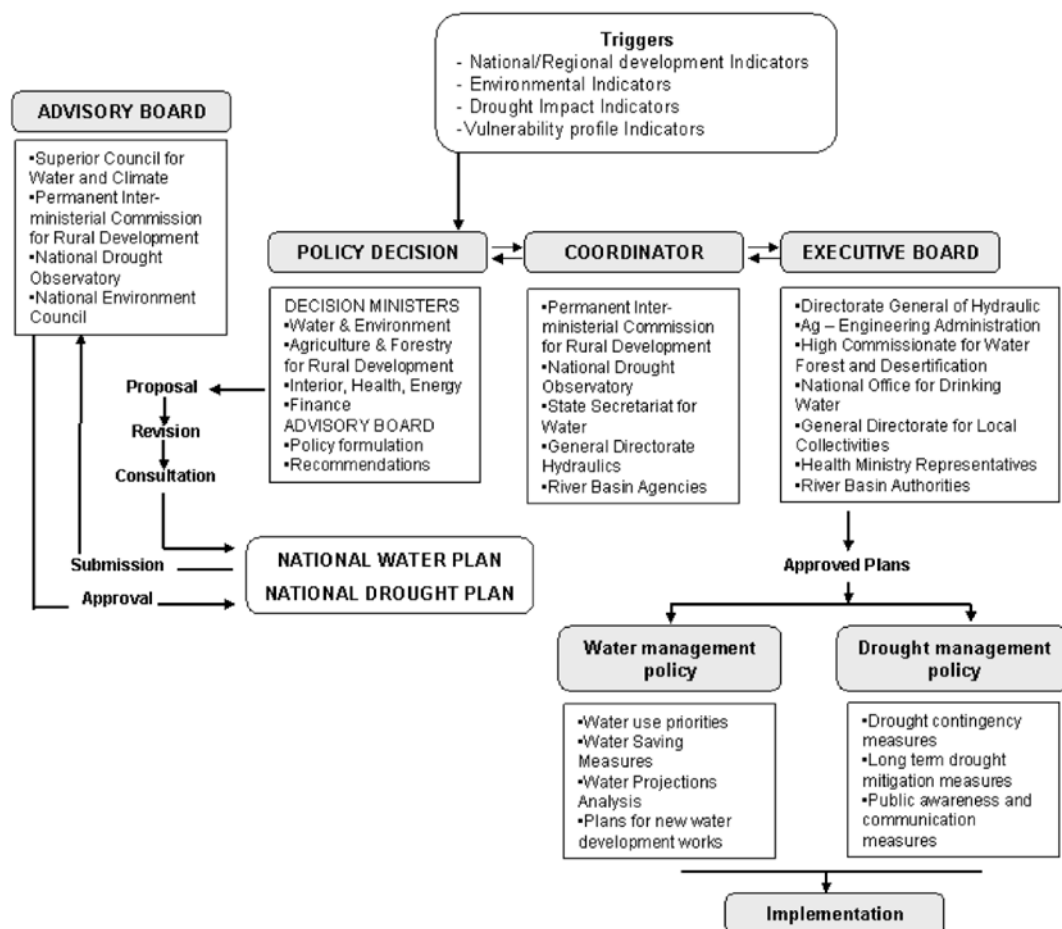 Triggers
- National/Regional development Indicators
- Environmental Indicators
- Drought Impact Indicators
-Vulnerability profile Indicators
ADVISORY BOARD
•Superior Council for
Water and Climate
•Permanent Inter-
ministerial Commission
for Rural Development
•National Drought
Observatory
•National Environment
Council
POLICY DECISION
DECISION MINISTERS
•Water & Environment
•Agriculture & Forestry
for Rural Development
•Interior, Health, Energy
•Finance
ADVISORY BOARD
•Policy formulation
•Recommendations
COORDINATOR
•Permanent Inter-
ministerial Commission
for Rural Development
•National Drought
Observatory
•State Secretariat for
Water
•General Directorate
Hydraulics
•River Basin Agencies
EXECUTIVE BOARD
•Directorate General of Hydraulic
•Ag – Engineering Administration
•High Commissionate for Water
Forest and Desertification
•National Office for Drinking
Water
•General Directorate for Local
Collectivities
•Health Ministry Representatives
•River Basin Authorities
Proposal
Revision
Consultation
Submission
Approval
NATIONAL WATER PLAN
NATIONAL DROUGHT PLAN
Approved Plans
Water management
policy
•Water use priorities
•Water Saving
Measures
•Water Projections
Analysis
•Plans for new water
development works
Drought management
policy
•Drought contingency
measures
•Long term drought
mitigation measures
•Public awareness and
communication
measures
Implementation